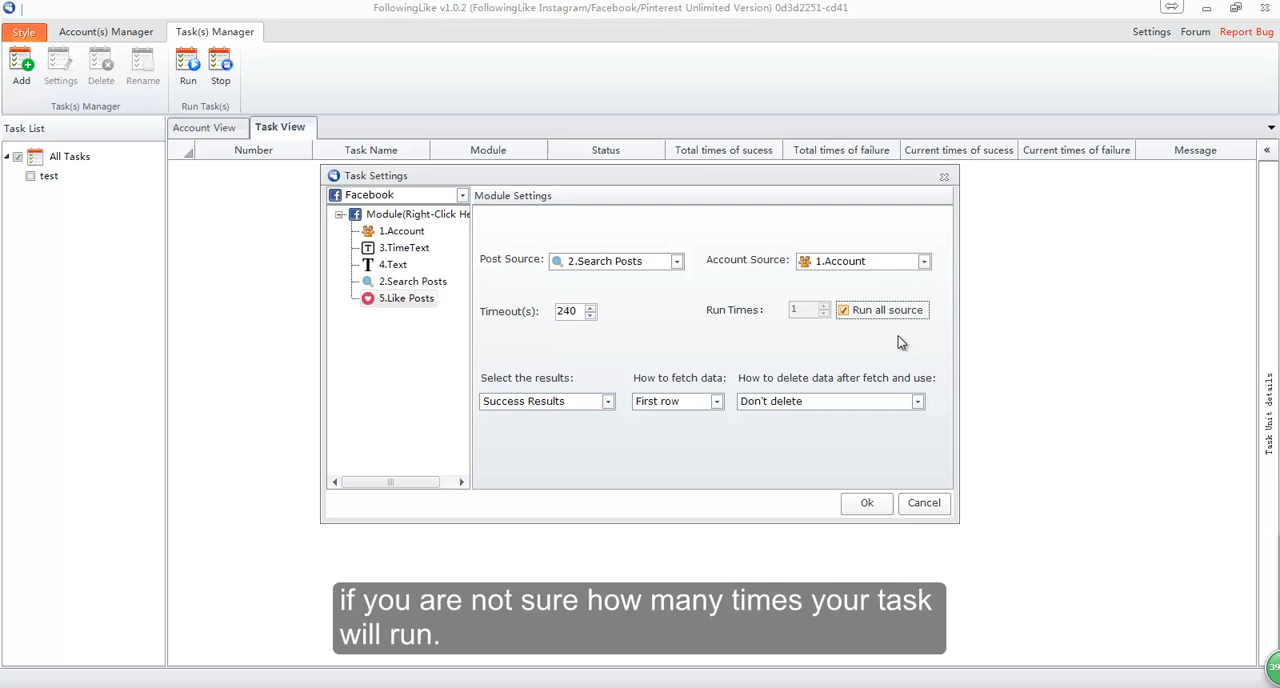 FollowingLike v1.0.2 (FollowingLike Instagram/Facebook/Pinterest Unlimited Version) 0d3d2251-cd41
Style
Account(s) Manager
Task(s) Manager
Settings
Forum
Report Bug
Add
Settings
Delete
Rename
Run
Stop
Task(s) Manager
Run Task(s)
Task List
Account View
Task View
All Tasks
test
Number
Task Name
Module
Status
Total times of sucess
Total times of failure
Current times of sucess
Current times of failure
Message
«
Task Settings
Facebook
Module Settings
Module(Right-Click He
1.Account
3.TimeText
4.Text
2.Search Posts
5.Like Posts
Post Source:
2.Search Posts
Account Source:
1.Account
Timeout(s):
240
Run Times:
1
Run all source
Select the results:
How to fetch data:
How to delete data after fetch and use:
Success Results
First row
Don't delete
Ok
Cancel
Task Unit details
if you are not sure how many times your task
will run.
39